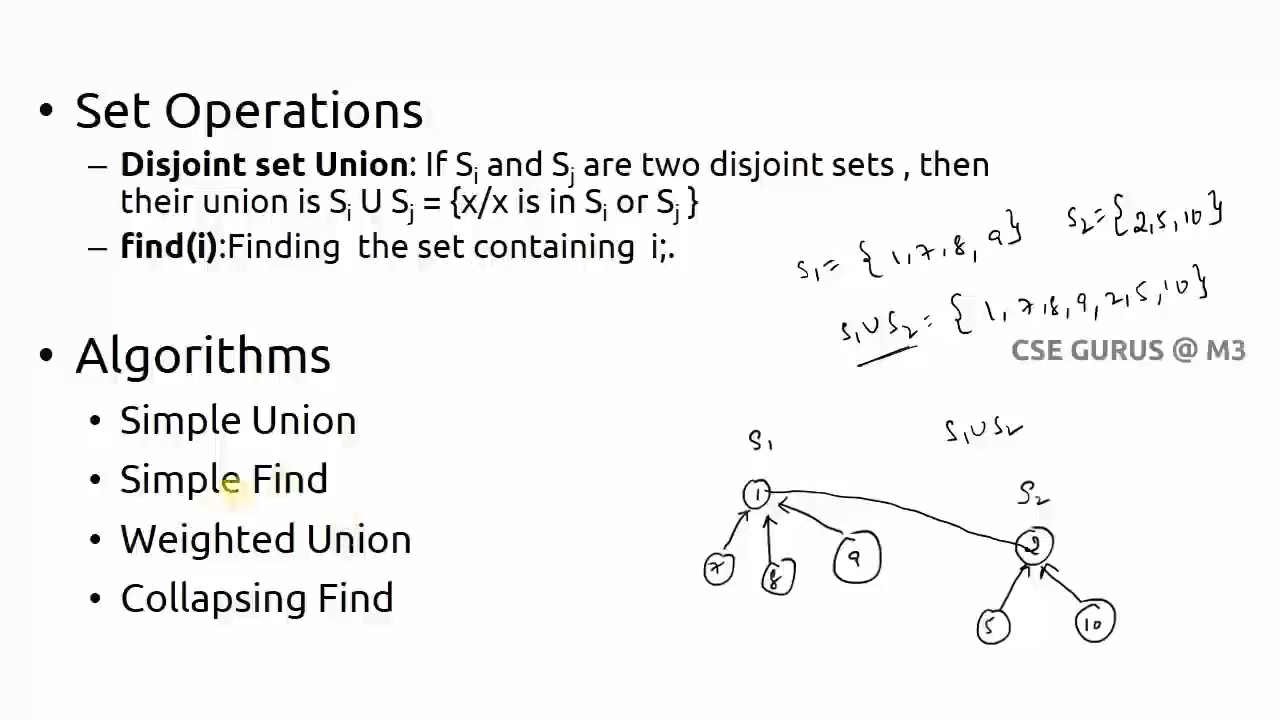 • Set Operations
– Disjoint set Union: If Si and Sj are two disjoint sets , then
their union is Si U Sj = {x/x is in Si or Sj }
– find(i):Finding the set containing i;.
S1 = { 1, 7, 8, 9 }
S2 = { 2, 5, 10 }
S1 ∪ S2 = { 1, 7, 8, 9, 2, 5, 10 }
CSE GURUS @ M3
• Algorithms
• Simple Union
• Simple Find
• Weighted Union
• Collapsing Find
S1
S1 ∪ S2
1
S2
7
8
9
2
5
10